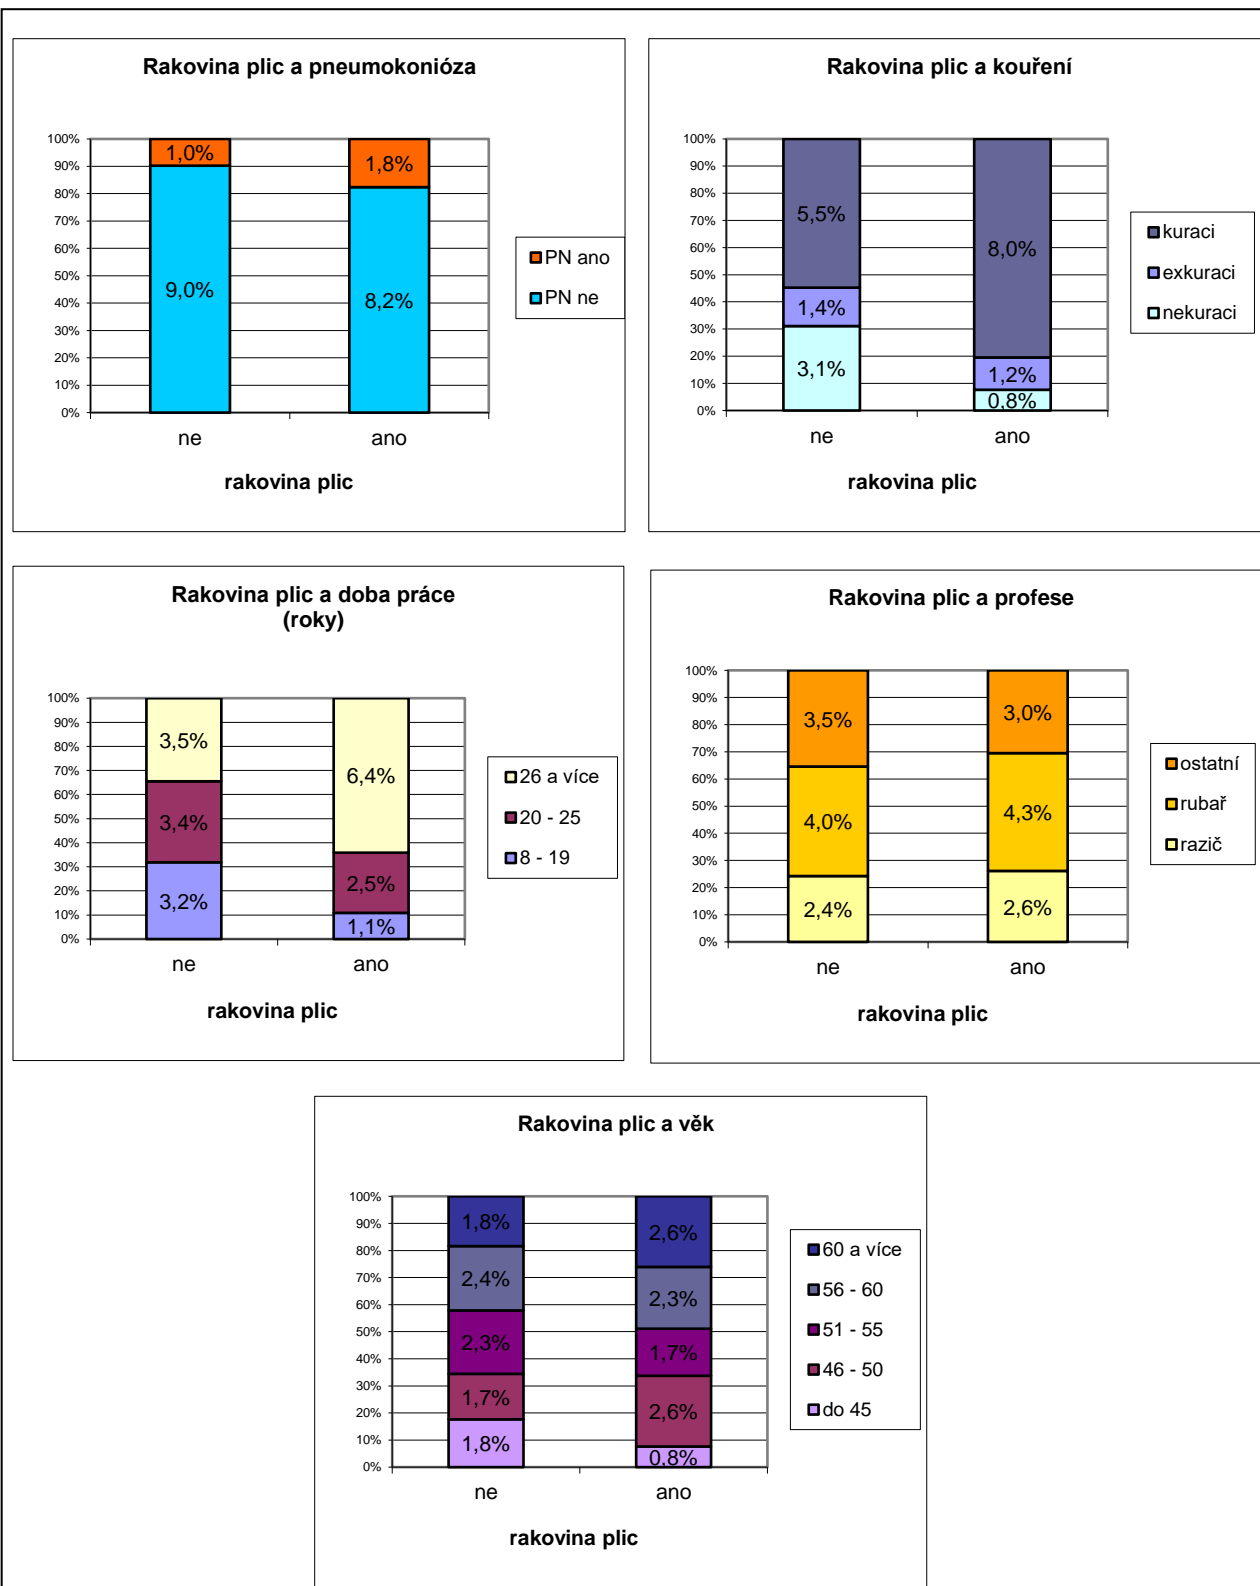 Rakovina plic a pneumokonióza
100%
90%
80%
70%
60%
50%
40%
30%
20%
10%
0%
1,0%
1,8%
9,0%
8,2%
PN ano
PN ne
ne
ano
rakovina plic
Rakovina plic a kouření
100%
90%
80%
70%
60%
50%
40%
30%
20%
10%
0%
5,5%
8,0%
1,4%
1,2%
3,1%
0,8%
kuraci
exkuraci
nekuraci
ne
ano
rakovina plic
Rakovina plic a doba práce
(roky)
100%
90%
80%
70%
60%
50%
40%
30%
20%
10%
0%
3,5%
6,4%
3,4%
2,5%
3,2%
1,1%
26 a více
20 - 25
8 - 19
ne
ano
rakovina plic
Rakovina plic a profese
100%
90%
80%
70%
60%
50%
40%
30%
20%
10%
0%
3,5%
3,0%
4,0%
4,3%
2,4%
2,6%
ostatní
rubař
razič
ne
ano
rakovina plic
Rakovina plic a věk
100%
90%
80%
70%
60%
50%
40%
30%
20%
10%
0%
1,8%
2,6%
2,4%
2,3%
2,3%
1,7%
1,7%
2,6%
1,8%
0,8%
60 a více
56 - 60
51 - 55
46 - 50
do 45
ne
ano
rakovina plic